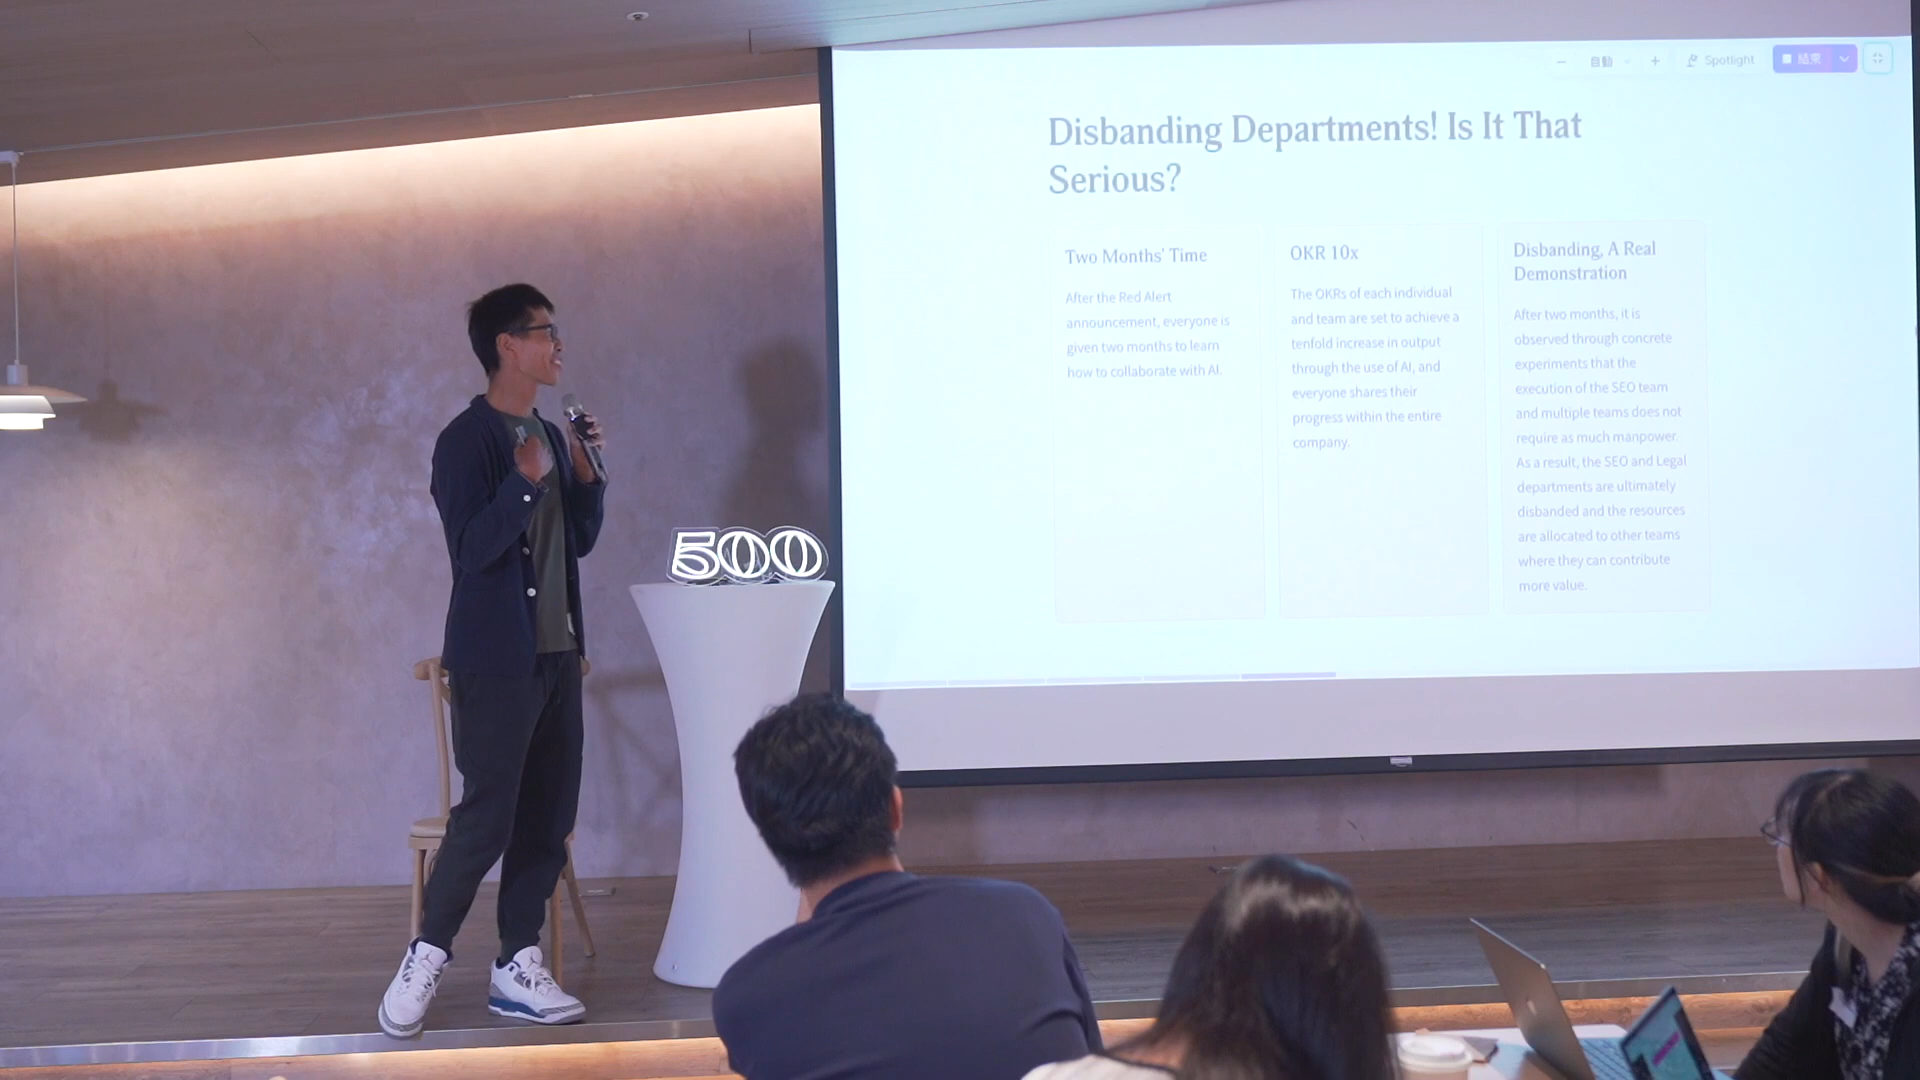 自動
Spotlight
結束
Disbanding Departments! Is It That
Serious?
Two Months' Time
After the Red Alert
announcement, everyone is
given two months to learn
how to collaborate with AI.
OKR 10x
The OKRs of each individual
and team are set to achieve a
tenfold increase in output
through the use of AI, and
everyone shares their
progress within the entire
company.
Disbanding, A Real
Demonstration
After two months, it is
observed through concrete
experiments that the
execution of the SEO team
and multiple teams does not
require as much manpower.
As a result, the SEO and Legal
departments are ultimately
disbanded and the resources
are allocated to other teams
where they can contribute
more value.
500